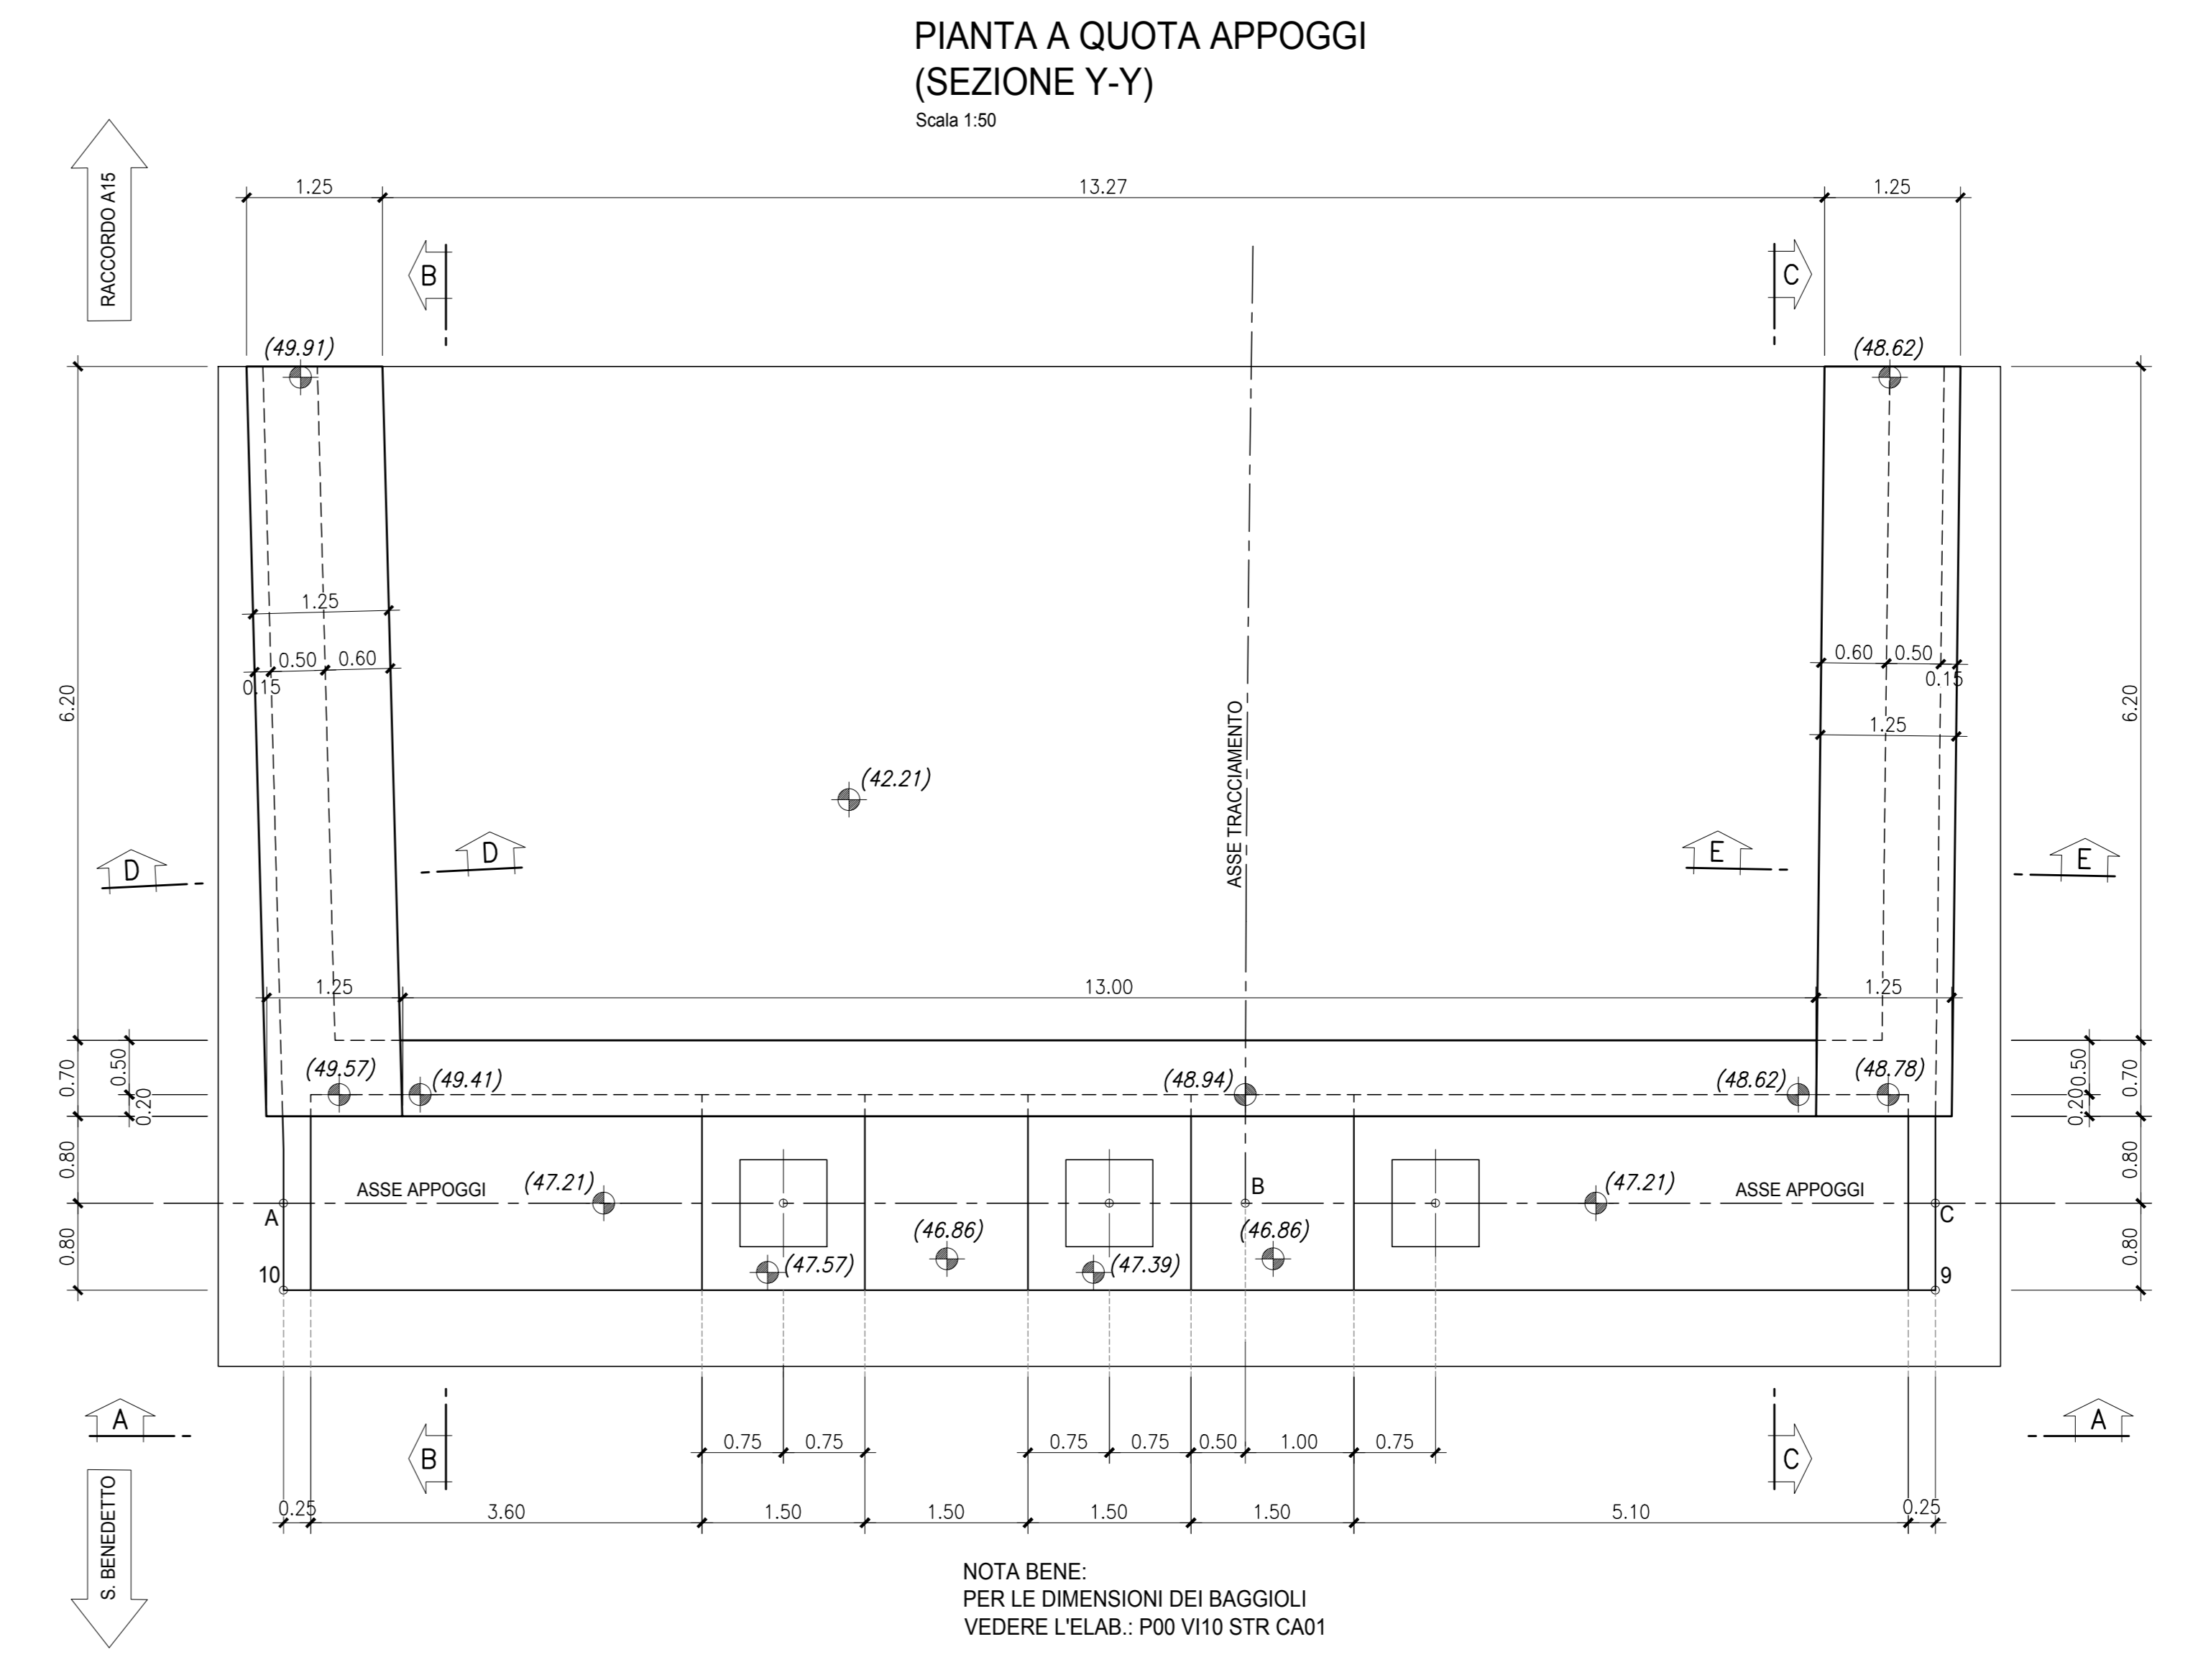 PIANTA A QUOTA APPOGGI
(SEZIONE Y-Y)
Scala 1:50
RACCORDO A15
1.25
13.27
1.25
B
C
(49.91)
(48.62)
1.25
0.50
0.60
0.15
0.60
0.50
0.15
1.25
6.20
6.20
ASSE TRACCIAMENTO
(42.21)
D
D
E
E
1.25
13.00
1.25
0.70
0.50
0.20
(49.57)
(49.41)
(48.94)
(48.62)
(48.78)
0.50
0.20
0.70
0.80
0.80
ASSE APPOGGI
(47.21)
B
(47.21)
ASSE APPOGGI
A
C
(46.86)
(46.86)
0.80
0.80
10
(47.57)
(47.39)
9
A
A
B
0.75
0.75
0.75
0.75
0.50
1.00
0.75
C
S. BENEDETTO
0.25
3.60
1.50
1.50
1.50
1.50
5.10
0.25
NOTA BENE:
PER LE DIMENSIONI DEI BAGGIOLI
VEDERE L'ELAB.: P00 VI10 STR CA01